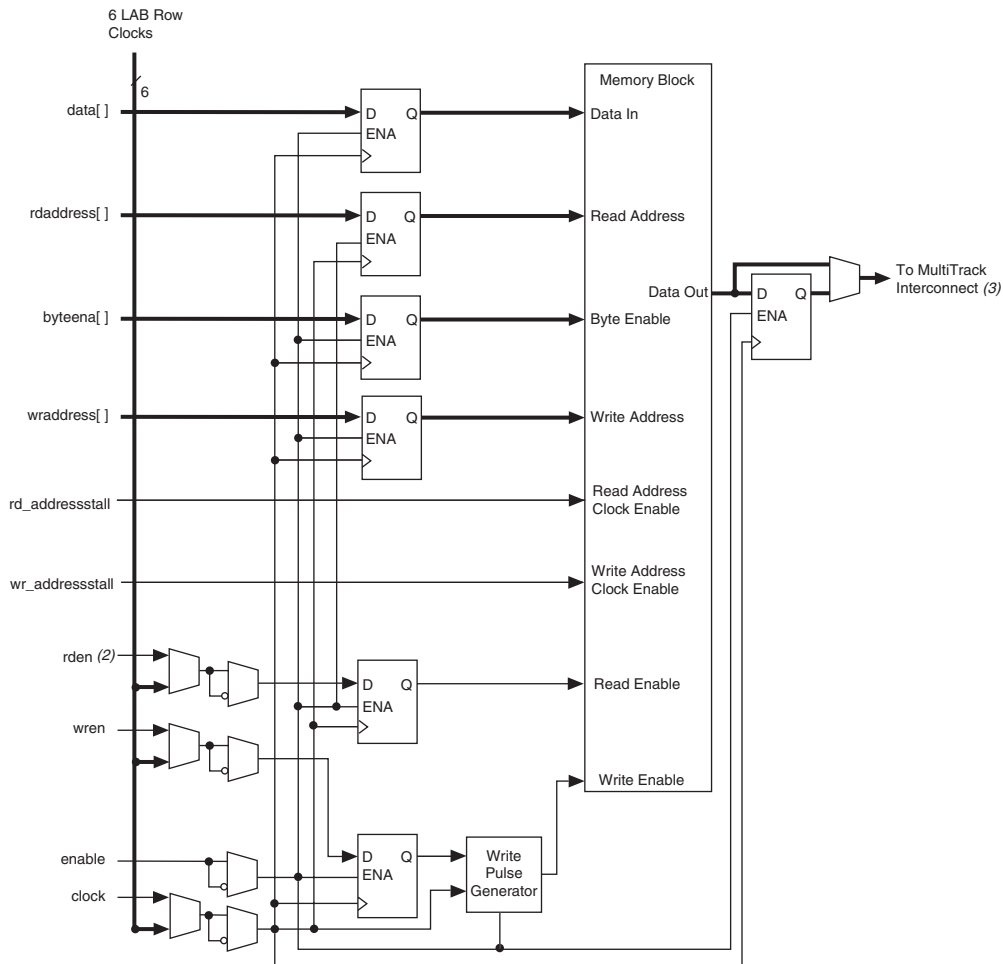 6 LAB Row
Clocks
6
Memory Block
data[ ]
D Q
ENA
Data In
rdaddress[ ]
D Q
ENA
Read Address
Data Out
D Q
ENA
To MultiTrack
Interconnect (3)
byteena[ ]
D Q
ENA
Byte Enable
wraddress[ ]
D Q
ENA
Write Address
rd_addressstall
Read Address
Clock Enable
wr_addressstall
Write Address
Clock Enable
rden (2)
D Q
ENA
Read Enable
wren
Write Enable
enable
D Q
ENA
Write
Pulse
Generator
clock